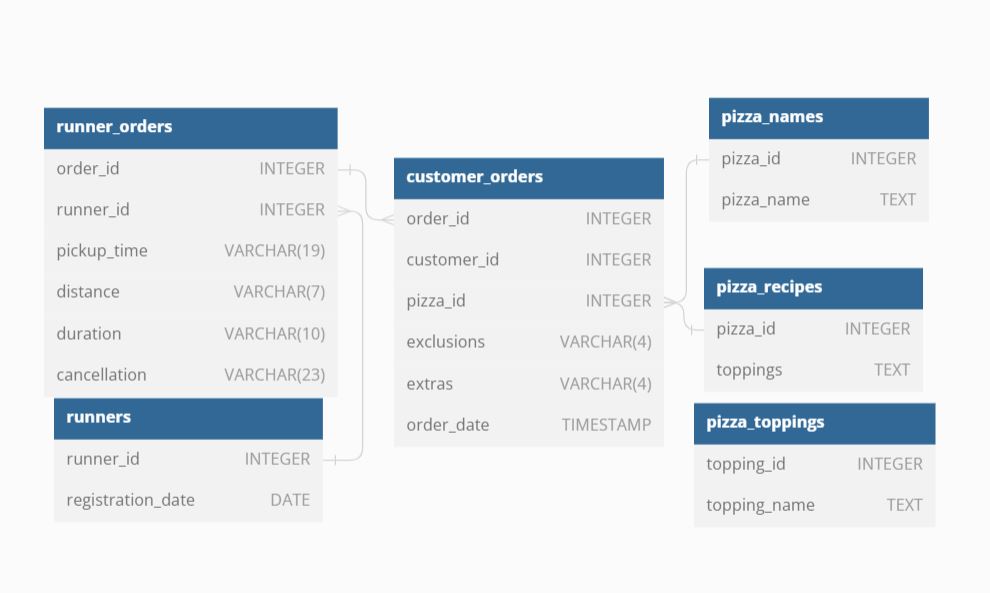 runner_orders
order_id INTEGER
runner_id INTEGER
pickup_time VARCHAR(19)
distance VARCHAR(7)
duration VARCHAR(10)
cancellation VARCHAR(23)
runners
runner_id INTEGER
registration_date DATE
customer_orders
order_id INTEGER
customer_id INTEGER
pizza_id INTEGER
exclusions VARCHAR(4)
extras VARCHAR(4)
order_date TIMESTAMP
pizza_names
pizza_id INTEGER
pizza_name TEXT
pizza_recipes
pizza_id INTEGER
toppings TEXT
pizza_toppings
topping_id INTEGER
topping_name TEXT